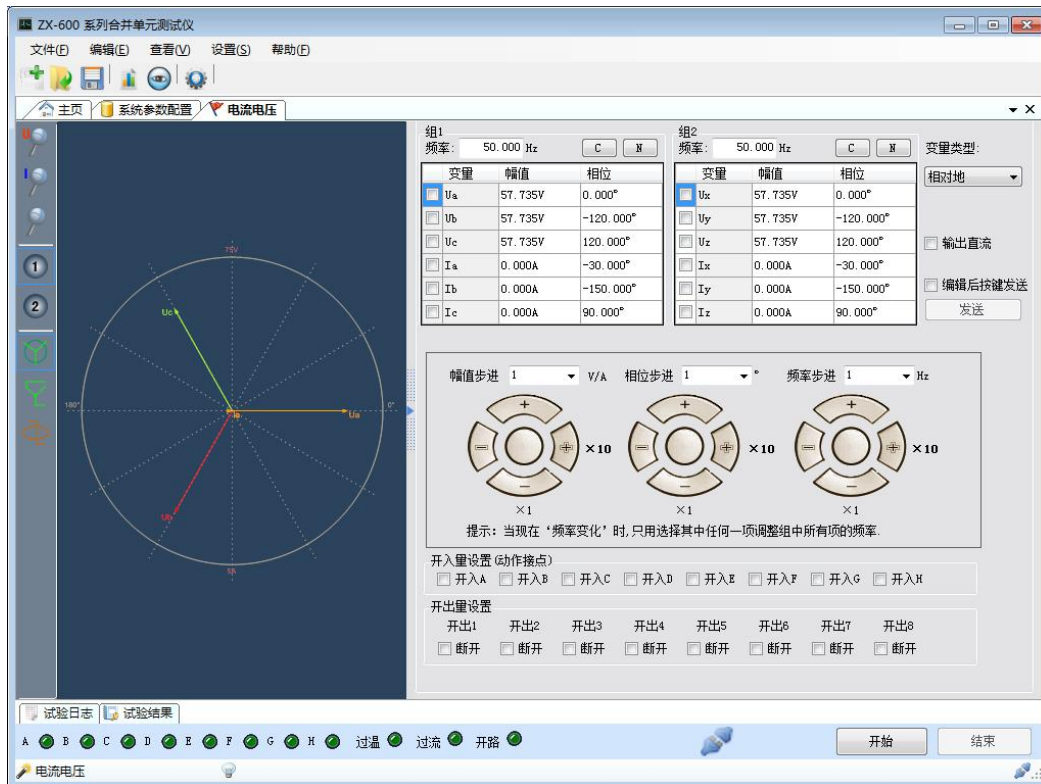 ZX-600 系列合并单元测试仪
文件(F) 编辑(E) 查看(V) 设置(S) 帮助(F)
主页 系统参数配置 电流电压
组1
频率: 50.000 Hz C N
变量 幅值 相位
Ua 57.735V 0.000°
Ub 57.735V -120.000°
Uc 57.735V 120.000°
Ia 0.000A -30.000°
Ib 0.000A -150.000°
Ic 0.000A 90.000°
组2
频率: 50.000 Hz C N
变量 幅值 相位
Ux 57.735V 0.000°
Uy 57.735V -120.000°
Uz 57.735V 120.000°
Ix 0.000A -30.000°
Iy 0.000A -150.000°
Iz 0.000A 90.000°
变量类型:
相对地
输出直流
编辑后按键发送
发送
U
I
1
2
75V
Uc
180°
Ia
Ua
0°
Ub
5A
幅值步进 1 V/A 相位步进 1 ° 频率步进 1 Hz
×10 ×10 ×10
×1 ×1 ×1
提示: 当现在‘频率变化’时,只用选择其中任何一项调整组中所有项的频率.
开入量设置(动作接点)
开入A 开入B 开入C 开入D 开入E 开入F 开入G 开入H
开出量设置
开出1 开出2 开出3 开出4 开出5 开出6 开出7 开出8
断开 断开 断开 断开 断开 断开 断开 断开
试验日志 试验结果
A B C D E F G H 过温 过流 开路 开始 结束
电流电压